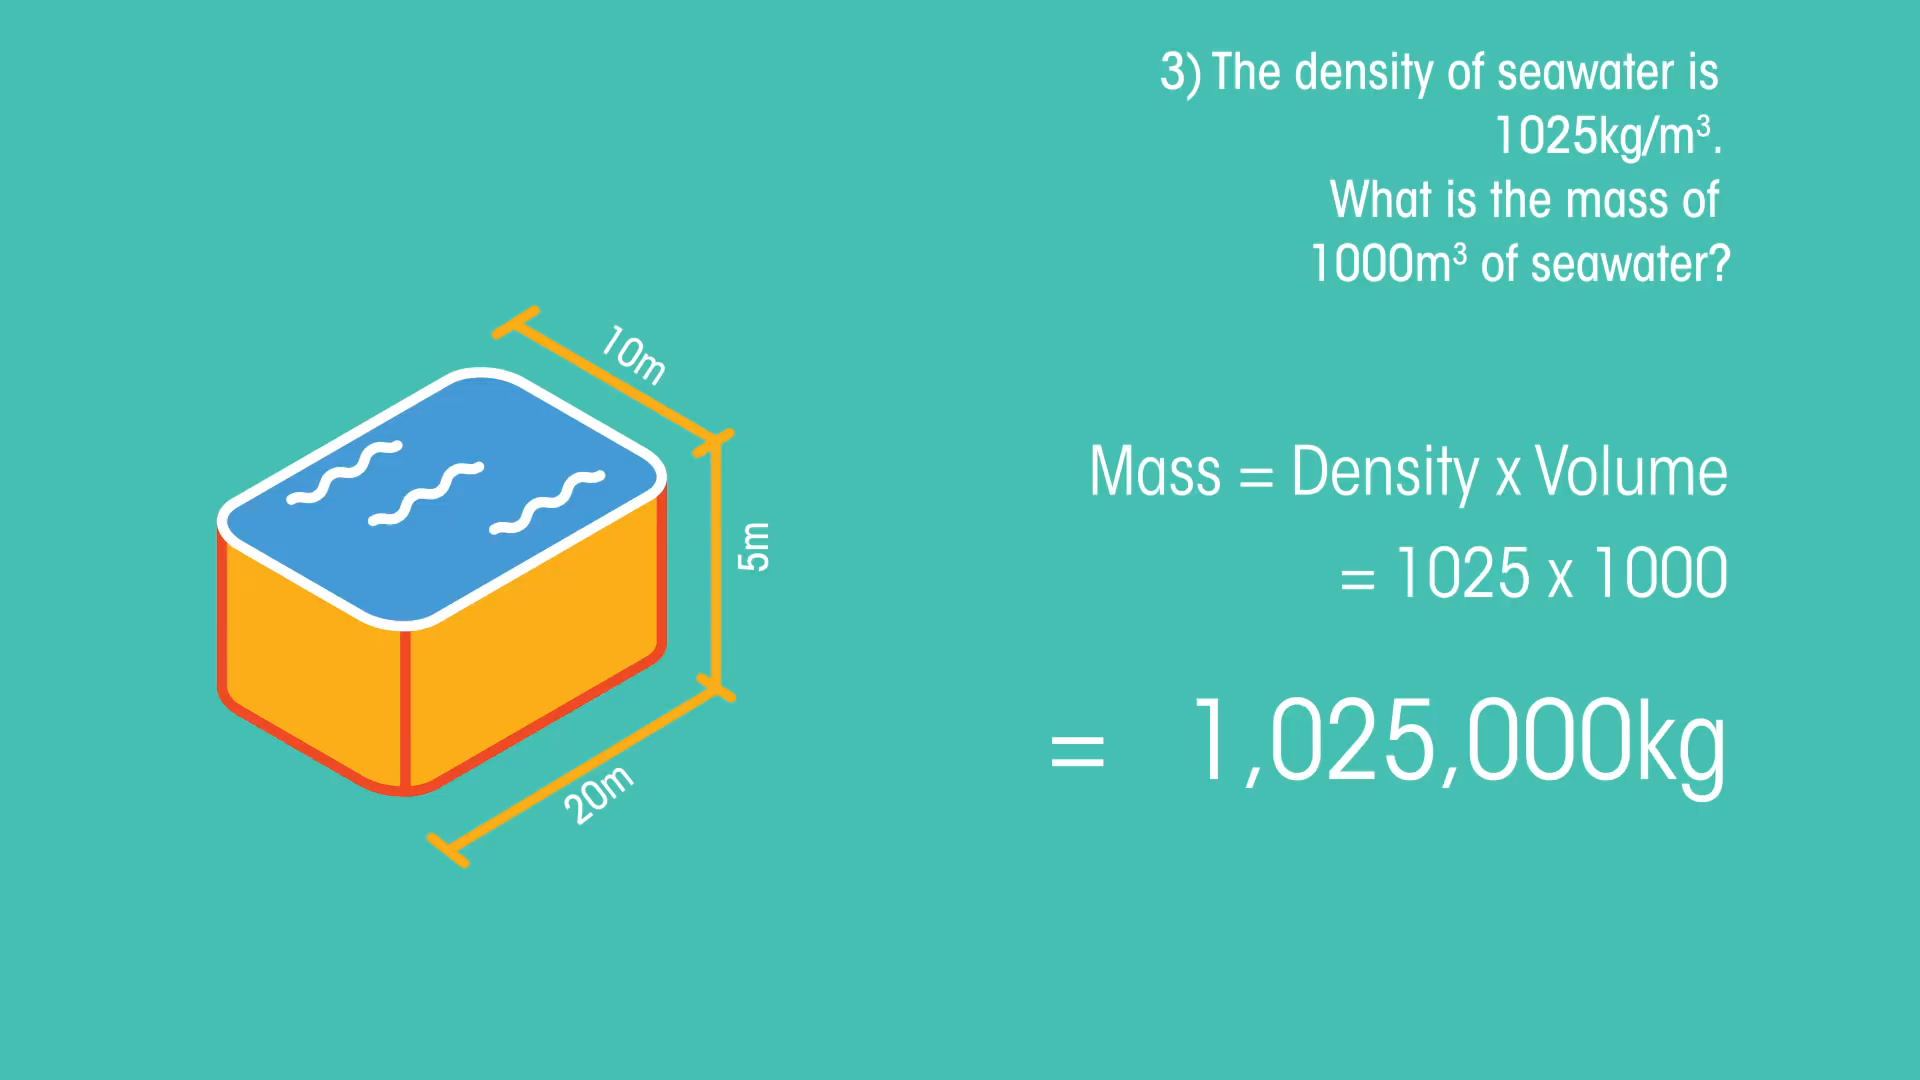 3) The density of seawater is
1025kg/m³.
What is the mass of
1000m³ of seawater?
10m
5m
20m
Mass = Density x Volume
= 1025 x 1000
= 1,025,000kg